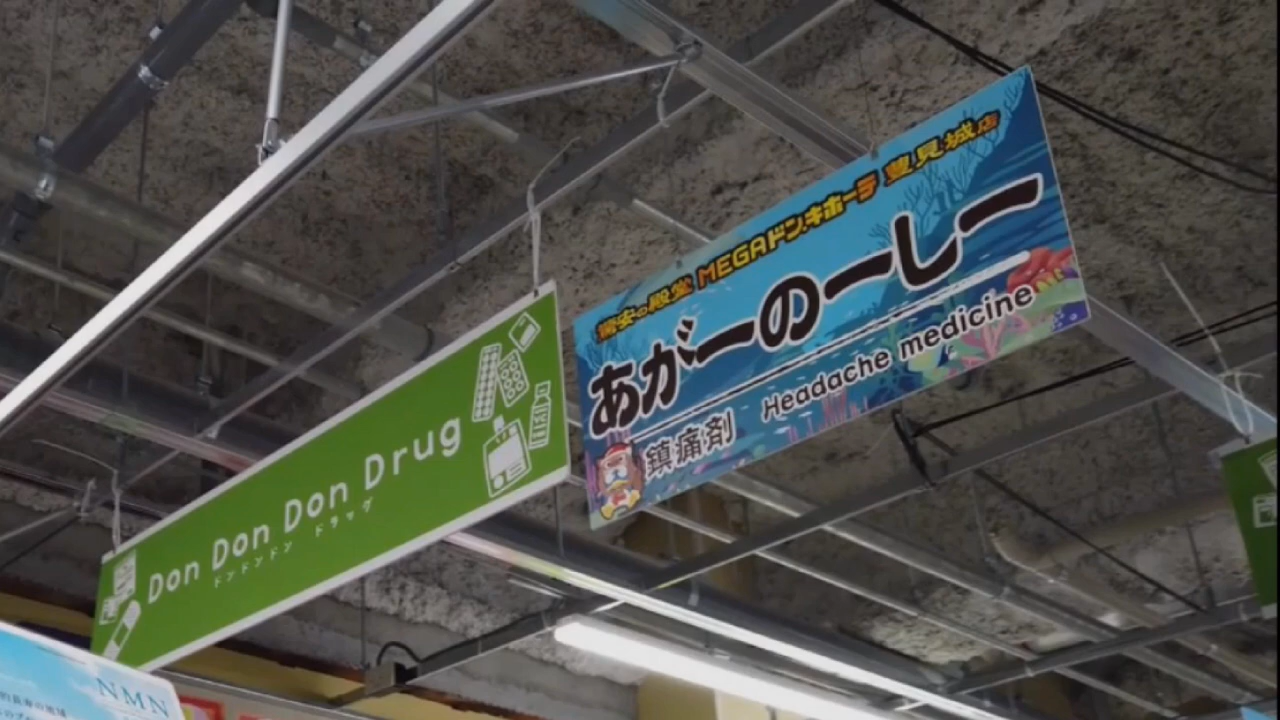 驚安の殿堂 MEGAドン.キホーテ 豊見城店
あがーのーしー
鎮痛剤 Headache medicine
Don Don Don Drug
ドンドンドン ドラッグ
NMN